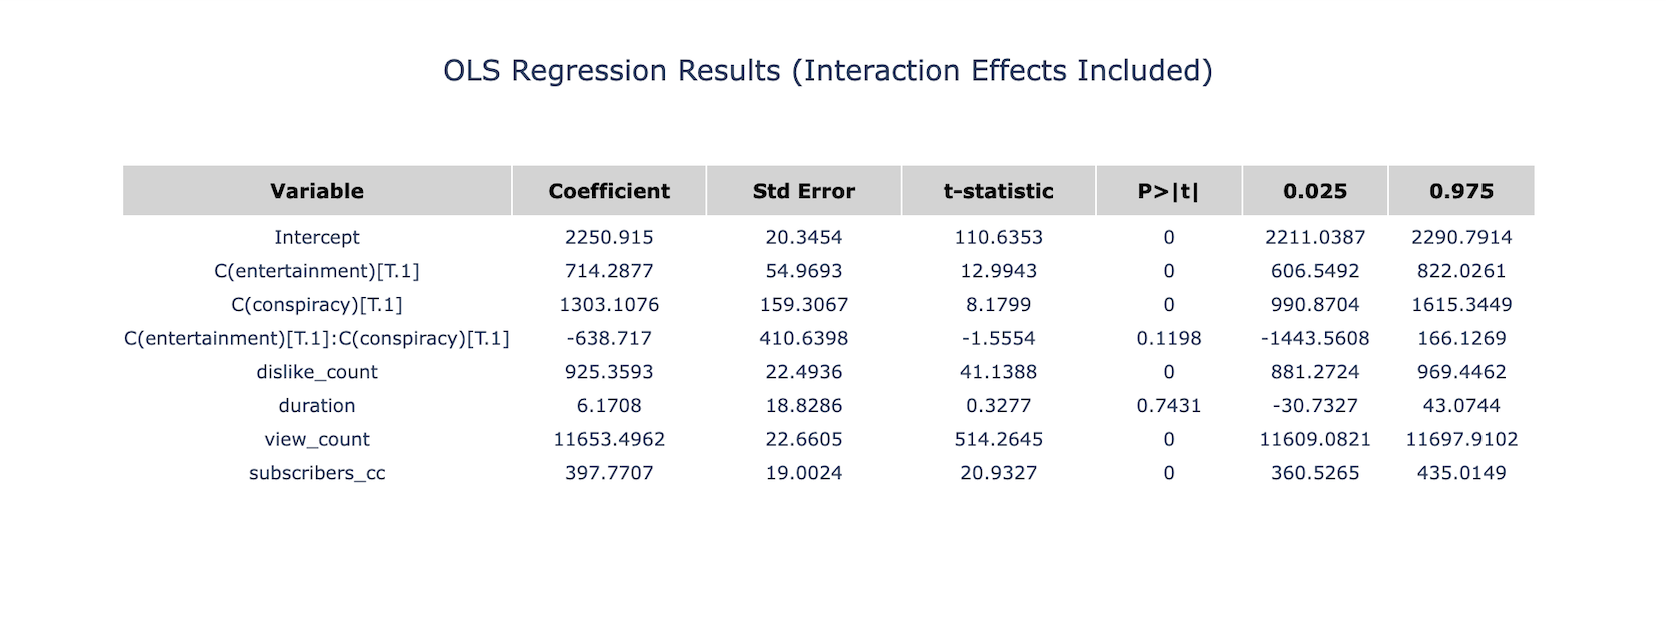 OLS Regression Results (Interaction Effects Included)
Variable Coefficient Std Error t-statistic P>|t| 0.025 0.975
Intercept 2250.915 20.3454 110.6353 0 2211.0387 2290.7914
C(entertainment)[T.1] 714.2877 54.9693 12.9943 0 606.5492 822.0261
C(conspiracy)[T.1] 1303.1076 159.3067 8.1799 0 990.8704 1615.3449
C(entertainment)[T.1]:C(conspiracy)[T.1] -638.717 410.6398 -1.5554 0.1198 -1443.5608 166.1269
dislike_count 925.3593 22.4936 41.1388 0 881.2724 969.4462
duration 6.1708 18.8286 0.3277 0.7431 -30.7327 43.0744
view_count 11653.4962 22.6605 514.2645 0 11609.0821 11697.9102
subscribers_cc 397.7707 19.0024 20.9327 0 360.5265 435.0149